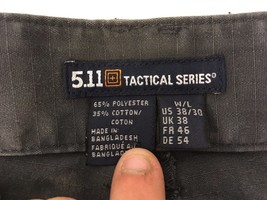 5.11 TACTICAL SERIES®
65% POLYESTER
35% COTTON/
COTON
MADE IN
BANGLADESH
FABRIQUÉ AU
BANGLADESH
W/L
US 38/30
UK 38
FR 46
DE 54